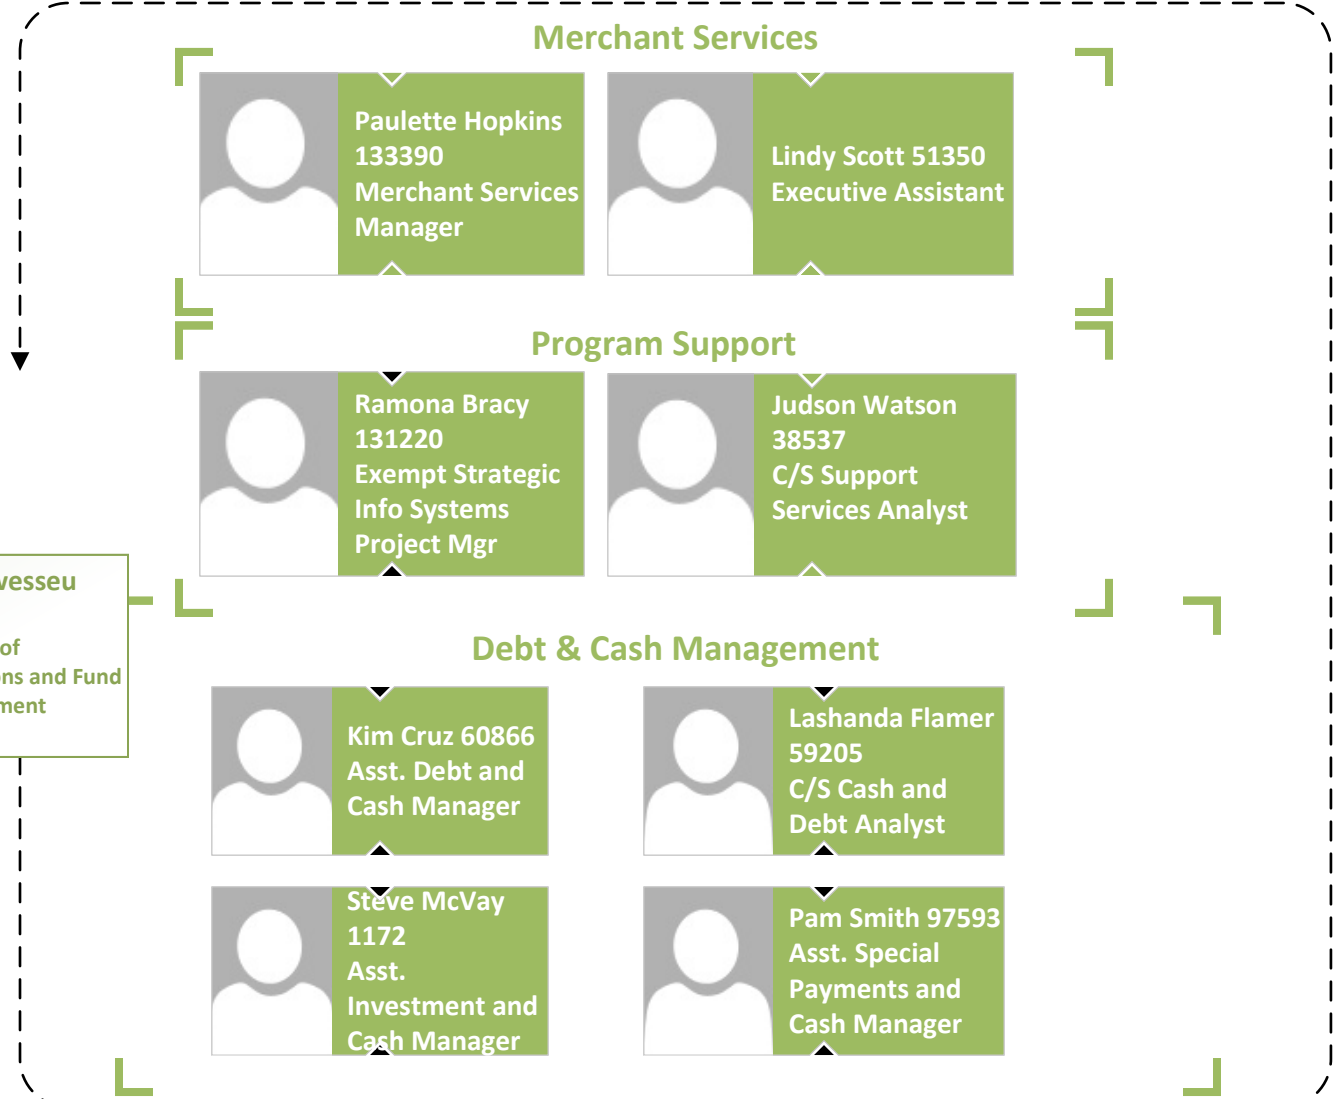 Merchant Services
Paulette Hopkins
133390
Merchant Services
Manager
Lindy Scott 51350
Executive Assistant
Program Support
Ramona Bracy
131220
Exempt Strategic
Info Systems
Project Mgr
Judson Watson
38537
C/S Support
Services Analyst
of
and Fund
Debt & Cash Management
Kim Cruz 60866
Asst. Debt and
Cash Manager
Lashanda Flamer
59205
C/S Cash and
Debt Analyst
Steve McVay
1172
Asst.
Investment and
Cash Manager
Pam Smith 97593
Asst. Special
Payments and
Cash Manager